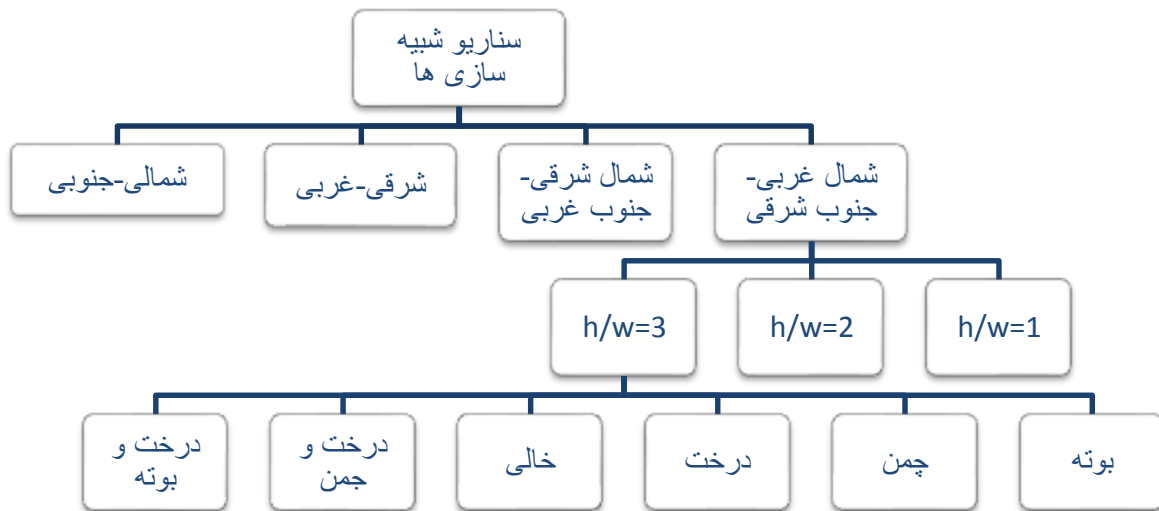 سناریو شبیه
سازی ها
شمال غربی-
جنوب شرقی
شمال شرقی-
جنوب غربی
شرقی-غربی
شمالی-جنوبی
h/w=1
h/w=2
h/w=3
بوته
چمن
درخت
خالی
درخت و
جمن
درخت و
بوته